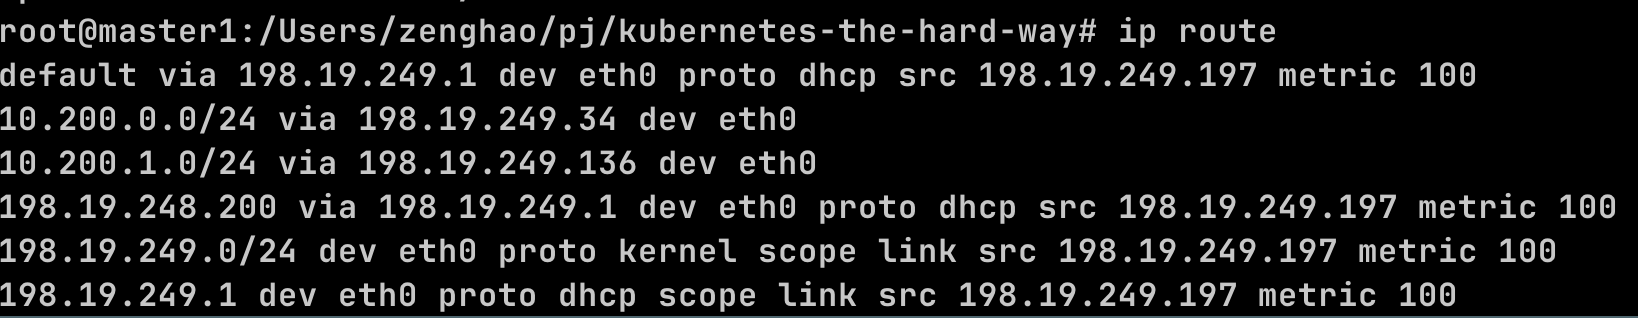 root@master1:/Users/zenghao/pj/kubernetes-the-hard-way# ip route
default via 198.19.249.1 dev eth0 proto dhcp src 198.19.249.197 metric 100
10.200.0.0/24 via 198.19.249.34 dev eth0
10.200.1.0/24 via 198.19.249.136 dev eth0
198.19.248.200 via 198.19.249.1 dev eth0 proto dhcp src 198.19.249.197 metric 100
198.19.249.0/24 dev eth0 proto kernel scope link src 198.19.249.197 metric 100
198.19.249.1 dev eth0 proto dhcp scope link src 198.19.249.197 metric 100